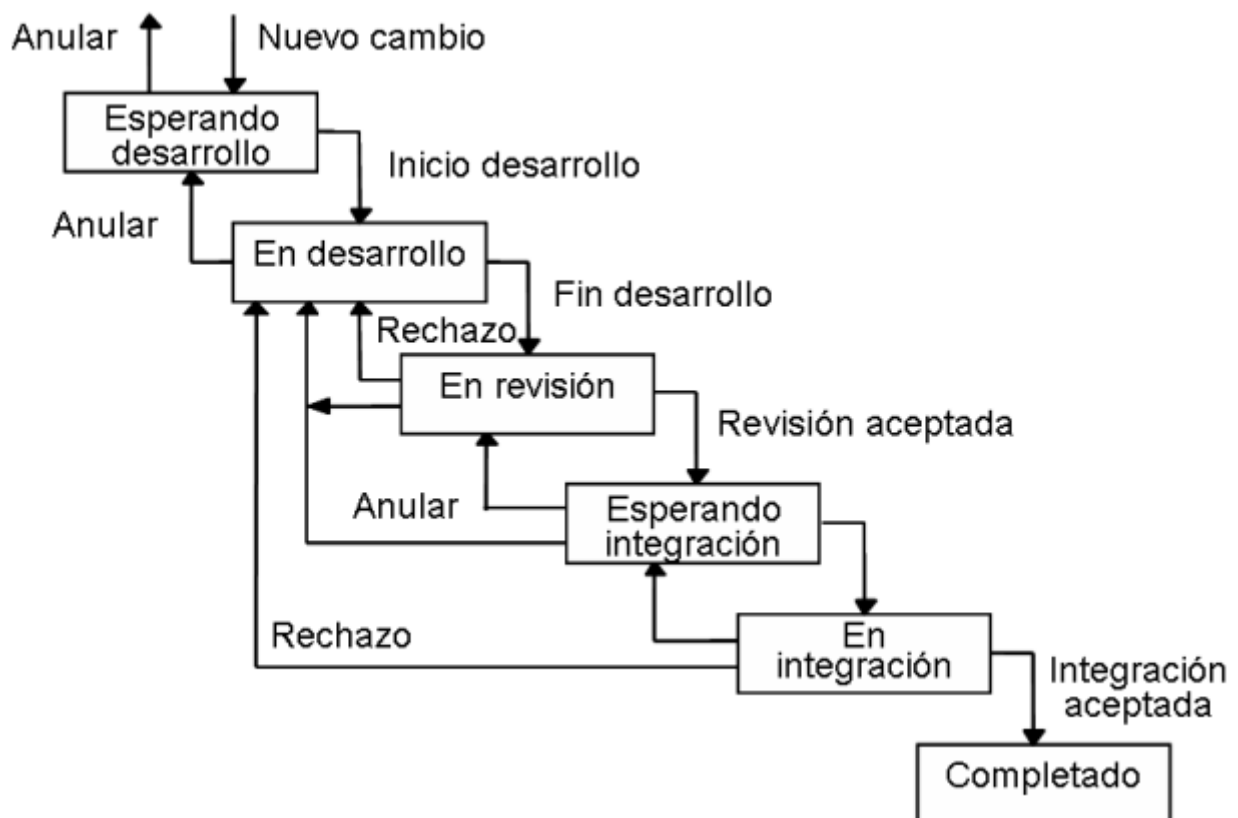 Anular
Nuevo cambio
Esperando
desarrollo
Inicio desarrollo
Anular
En desarrollo
Fin desarrollo
Rechazo
En revisión
Revisión aceptada
Anular
Esperando
integración
Rechazo
En
integración
Integración
aceptada
Completado